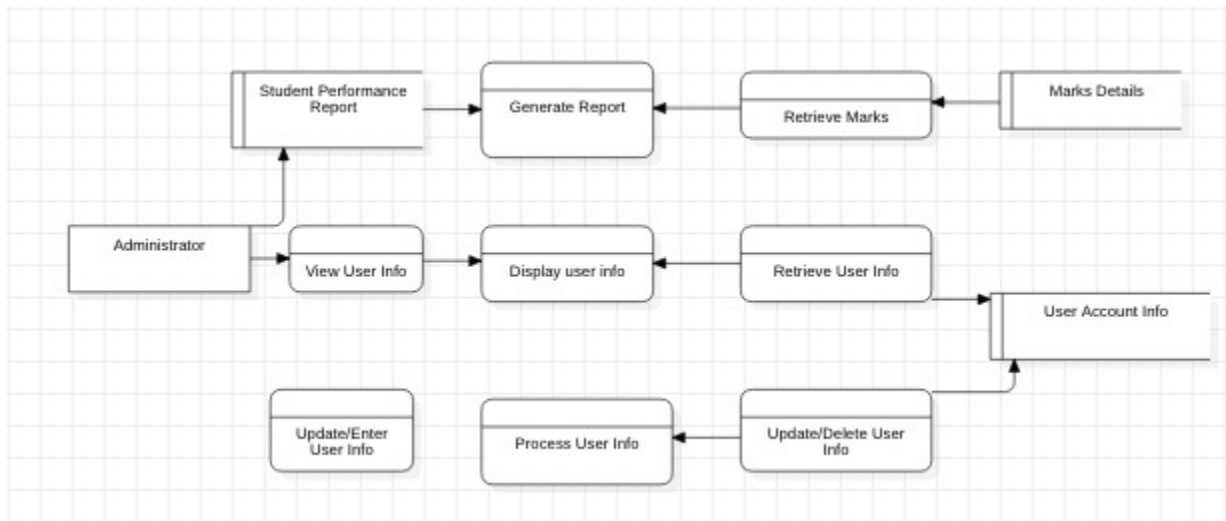 Student Performance
Report
Generate Report
Retrieve Marks
Marks Details
Administrator
View User Info
Display user info
Retrieve User Info
User Account Info
Update/Enter
User Info
Process User Info
Update/Delete User
Info